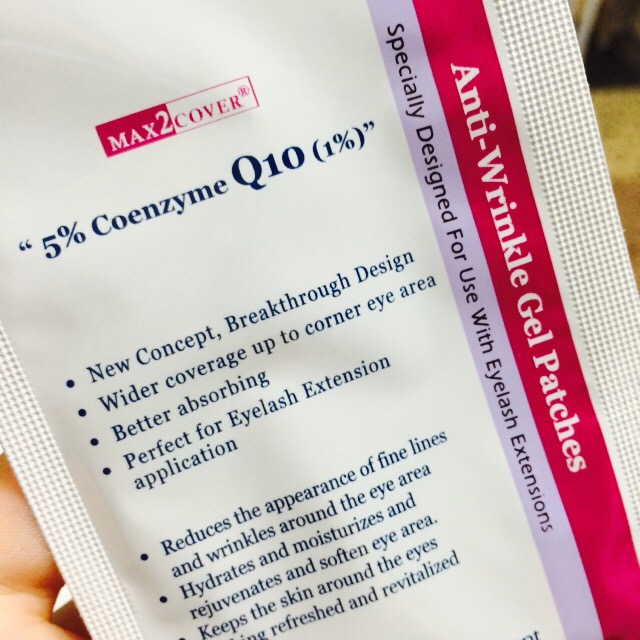 MAX2COVER®
“ 5% Coenzyme Q10 (1%)”
• New Concept, Breakthrough Design
• Wider coverage up to corner eye area
• Better absorbing
• Perfect for Eyelash Extension
application
• Reduces the appearance of fine lines
and wrinkles around the eye area
• Hydrates and moisturizes and
rejuvenates and soften eye area.
• Keeps the skin around the eyes
refreshed and revitalized
Specially Designed For Use With Eyelash Extensions
Anti-Wrinkle Gel Patches